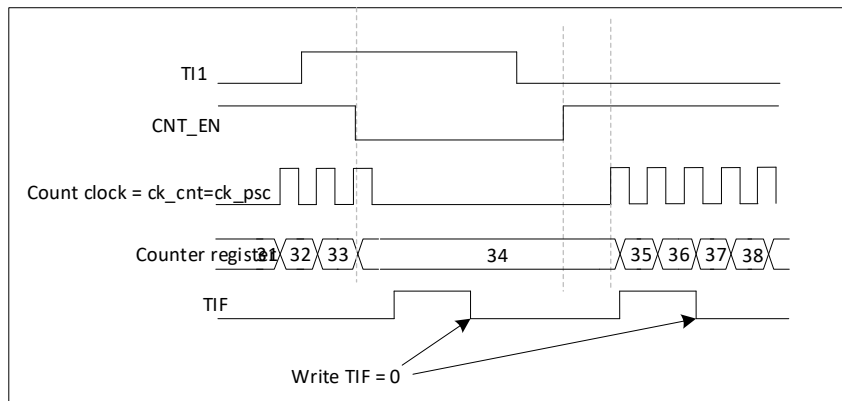 TI1
CNT_EN
Count clock = ck_cnt=ck_psc
Counter register 31 32 33 34 35 36 37 38
TIF
Write TIF = 0